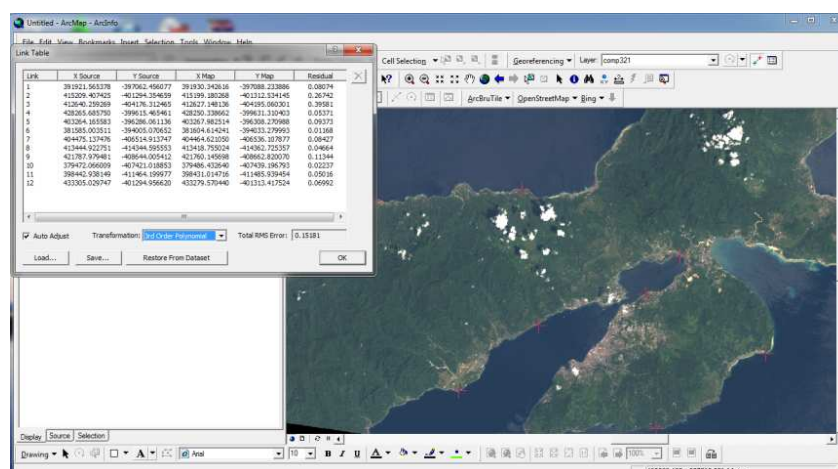 Untitled - ArcMap - ArcInfo
File Edit View Bookmarks Insert Selection Tools Window Help
Link Table
Cell Selecting Georeferencing Layer: comp321
ArcBruTile OpenStreetMap Bing
Link X Source Y Source X Map Y Map Residual
1 391921.565378 -397062.456077 391930.342616 -397088.233886 0.08074
2 415209.407425 -401294.354659 415199.180268 -401312.534145 0.26742
3 412640.259269 -404176.312465 412627.148136 -404195.060301 0.39581
4 428265.685750 -399615.465461 428250.338662 -399631.310403 0.05371
5 403264.165583 -396286.061136 403267.982514 -396308.270988 0.09373
6 381585.003511 -394005.070652 381604.614241 -394033.279993 0.01168
7 404475.137476 -406514.913747 404464.621050 -406536.107877 0.08427
8 413444.922751 -414344.595553 413418.755024 -414362.725357 0.04664
9 421787.979481 -408644.005412 421760.145698 -408662.820070 0.11344
10 379472.066009 -407421.018853 379486.432640 -407439.196793 0.02237
11 398442.938149 -411464.199977 398431.014716 -411485.939454 0.05016
12 433305.029747 -401294.956620 433279.570440 -401313.417524 0.06992
Auto Adjust Transformation: 3rd Order Polynomial Total RMS Error: 0.15181
Load... Save... Restore From Dataset OK
Display Source Selection
Drawing A Arial 10 B I U A 100%